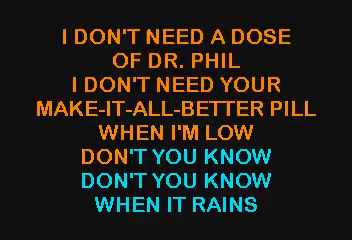 I DON'T NEED A DOSE
OF DR. PHIL
I DON'T NEED YOUR
MAKE-IT-ALL-BETTER PILL
WHEN I'M LOW
DON'T YOU KNOW
DON'T YOU KNOW
WHEN IT RAINS